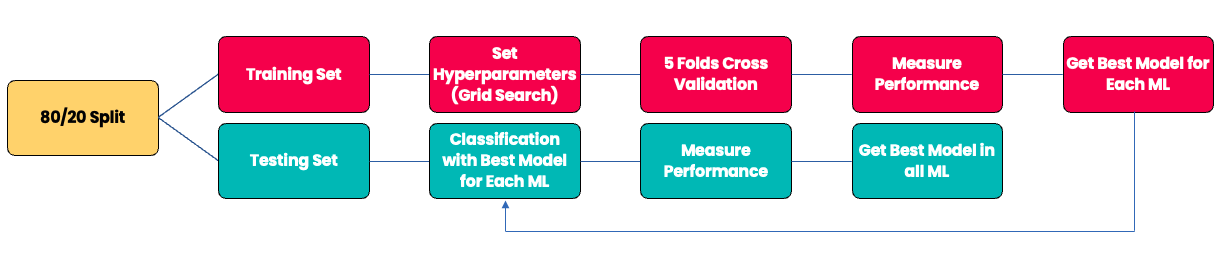 80/20 Split
Training Set
Set
Hyperparameters
(Grid Search)
5 Folds Cross
Validation
Measure
Performance
Get Best Model for
Each ML
Testing Set
Classification
with Best Model
for Each ML
Measure
Performance
Get Best Model in
all ML